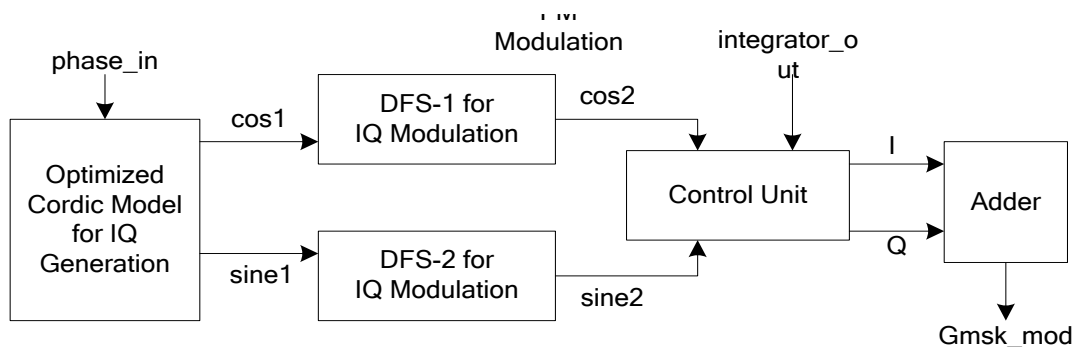 Modulation
integrator_o
ut
phase_in
cos1
DFS-1 for
IQ Modulation
cos2
Optimized
Cordic Model
for IQ
Generation
Control Unit
I
Q
Adder
sine1
DFS-2 for
IQ Modulation
sine2
Gmsk_mod